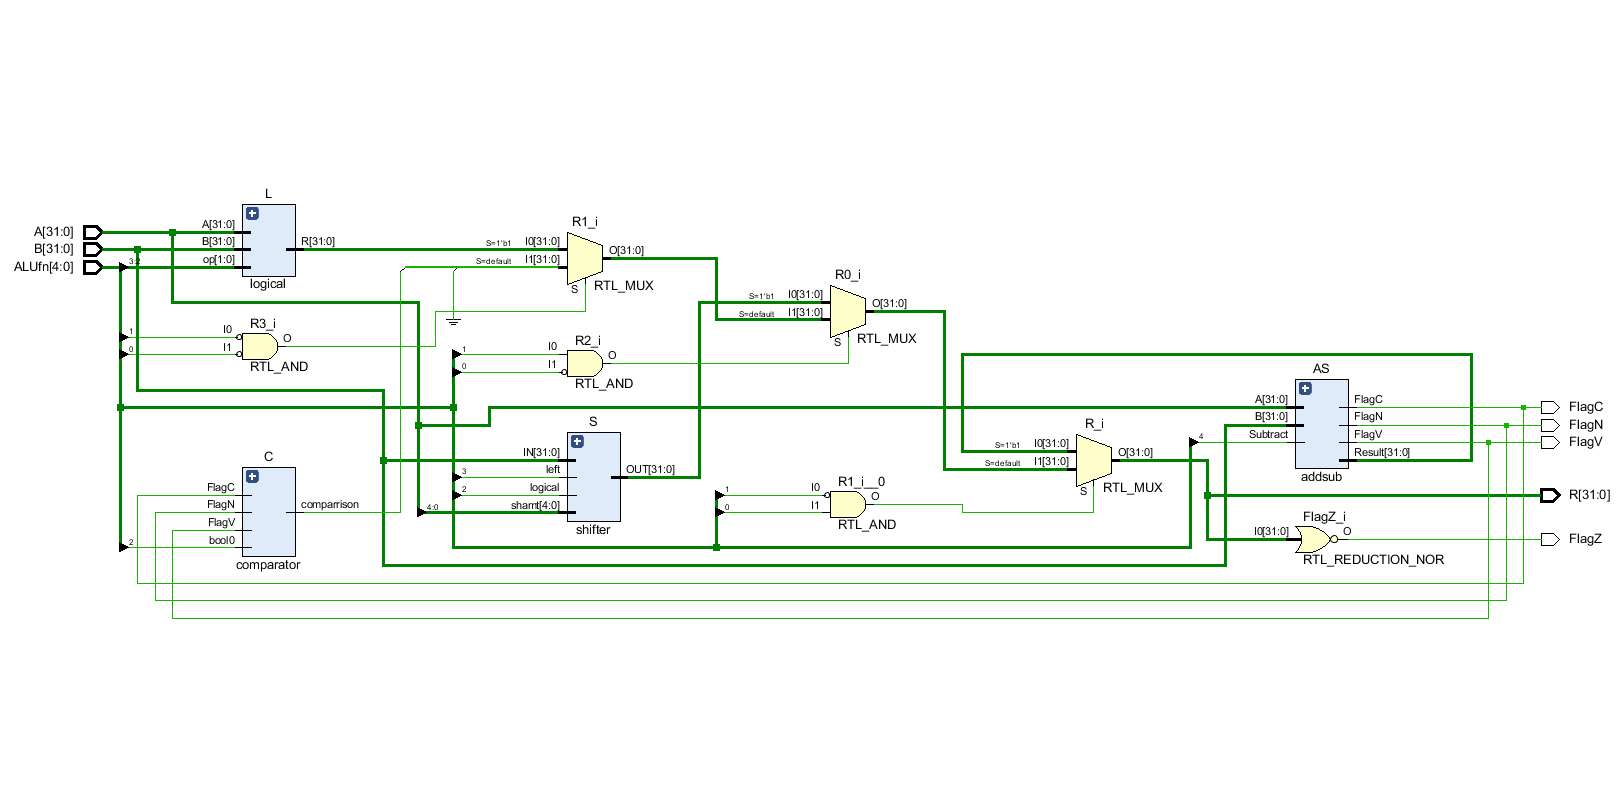 L
A[31:0]
B[31:0]
ALUfn[4:0]
3:2
A[31:0]
B[31:0]
op[1:0]
R[31:0]
logical
R1_i
S=1'b1
I0[31:0]
S=default
I1[31:0]
O[31:0]
S
RTL_MUX
R0_i
S=1'b1
I0[31:0]
S=default
I1[31:0]
O[31:0]
S
RTL_MUX
R3_i
1
I0
0
I1
O
RTL_AND
R2_i
1
I0
0
I1
O
RTL_AND
AS
A[31:0]
B[31:0]
4
Subtract
FlagC
FlagN
FlagV
Result[31:0]
addsub
FlagC
FlagN
FlagV
S
IN[31:0]
3
left
2
logical
4:0
shamt[4:0]
OUT[31:0]
shifter
R_i
S=1'b1
I0[31:0]
S=default
I1[31:0]
O[31:0]
S
RTL_MUX
C
FlagC
FlagN
FlagV
2
bool0
comparrison
comparator
R1_i__0
1
I0
0
I1
O
RTL_AND
R[31:0]
FlagZ_i
I0[31:0]
O
RTL_REDUCTION_NOR
FlagZ